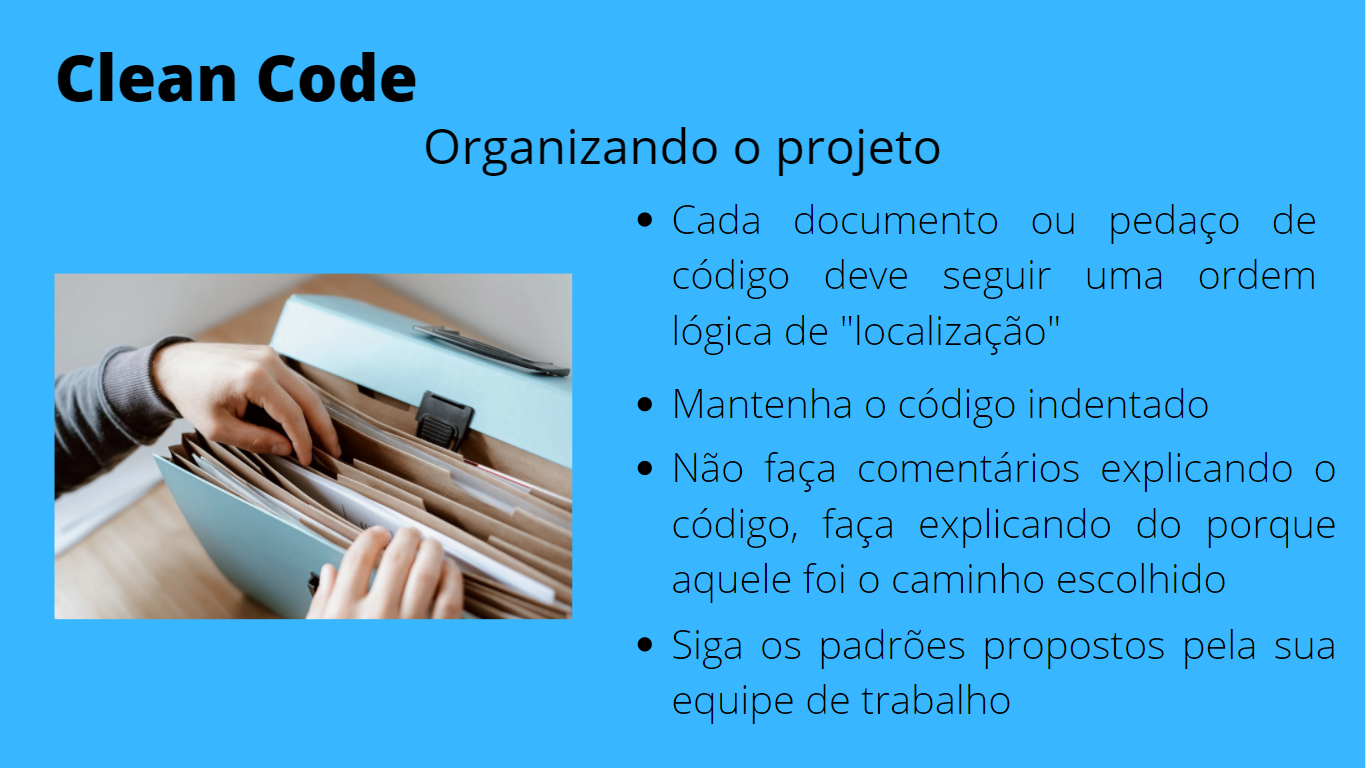 Clean Code
Organizando o projeto
• Cada documento ou pedaço de
código deve seguir uma ordem
lógica de "localização"
• Mantenha o código indentado
• Não faça comentários explicando o
código, faça explicando do porque
aquele foi o caminho escolhido
• Siga os padrões propostos pela sua
equipe de trabalho